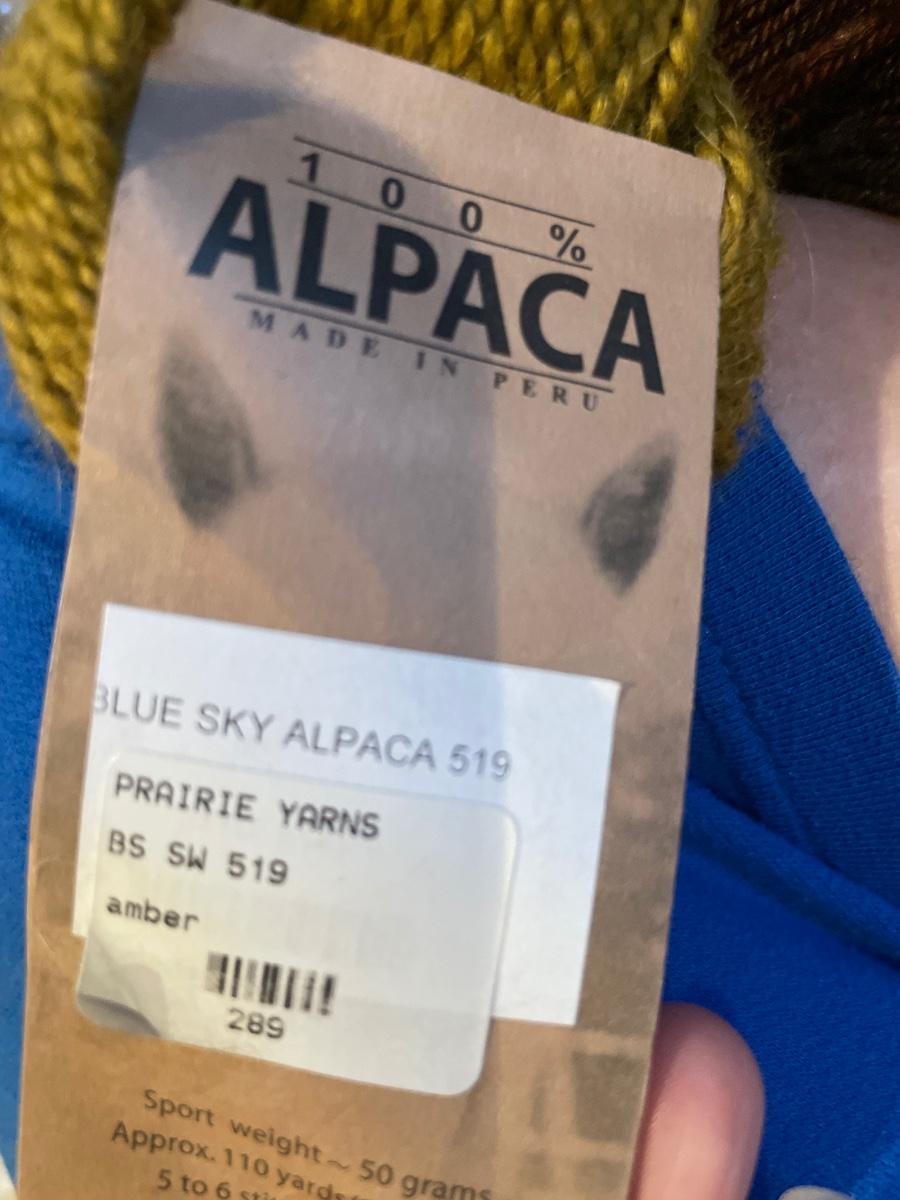 100%
ALPACA
MADE IN PERU
BLUE SKY ALPACA 519
PRAIRIE YARNS
BS SW 519
amber
289
Sport weight ~ 50 grams
Approx. 110 yards
5 to 6